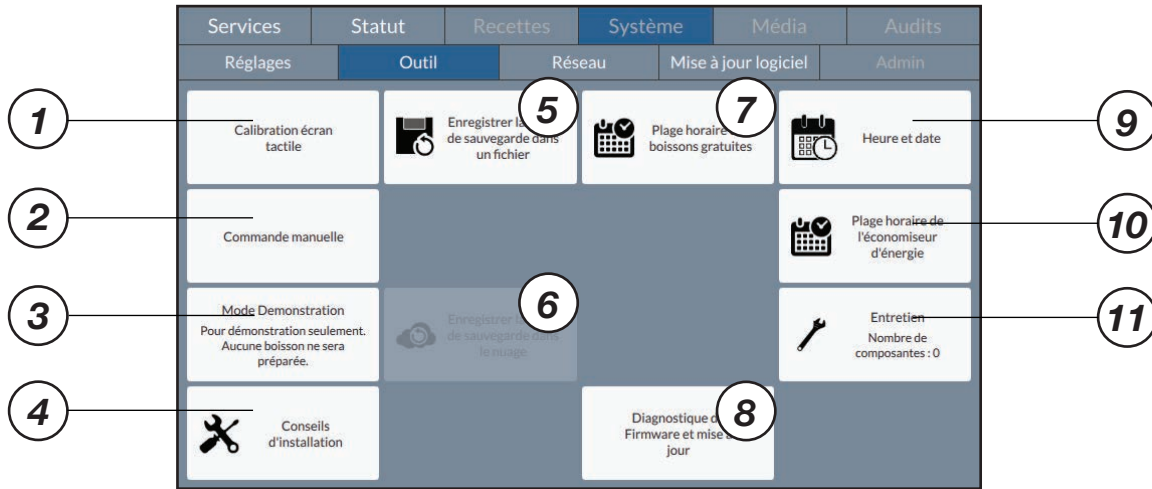 Services Statut Recettes Système Média Audits
Réglages Outil Réseau Mise à jour logiciel Admin
1
Calibration écran
tactile
5
Enregistrer
de sauvegarde dans
un fichier
7
Plage horaire
boissons gratuites
9
Heure et date
2
Commande manuelle
10
Plage horaire de
l'économiseur
d'énergie
3
Mode Demonstration
Pour démonstration seulement.
Aucune boisson ne sera
préparée.
6
Enregistrer
de sauvegarde dans
le nuage
11
Entretien
Nombre de
composantes : 0
4
Conseils
d'installation
8
Diagnostique
Firmware et mise
jour